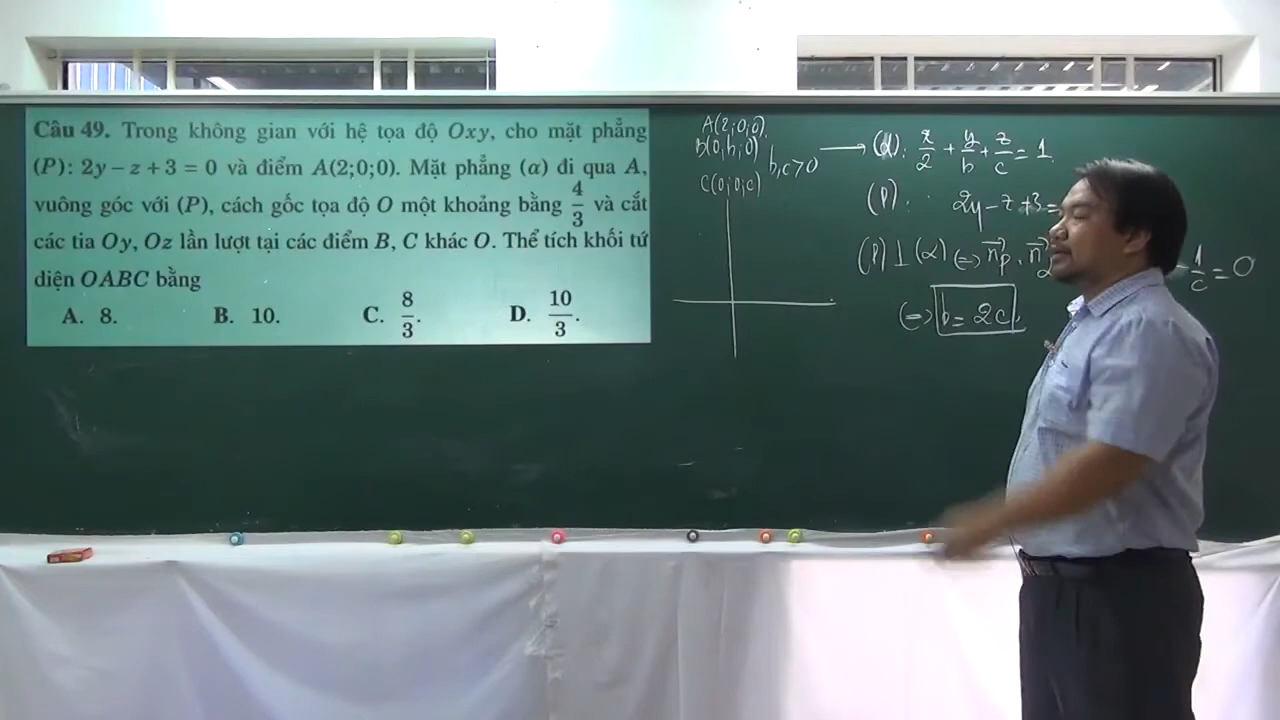 Câu 49. Trong không gian với hệ tọa độ Oxy, cho mặt phẳng
(P): 2y − z + 3 = 0 và điểm A(2;0;0). Mặt phẳng (α) đi qua A,
vuông góc với (P), cách gốc tọa độ O một khoảng bằng 4/3 và cắt
các tia Oy, Oz lần lượt tại các điểm B, C khác O. Thể tích khối tứ
diện OABC bằng
A. 8. B. 10. C. 8/3. D. 10/3.
A(2;0;0).
B(0;b;0) b,c>0
C(0;0;c)
→ (α): x/2 + y/b + z/c = 1.
(P): 2y − z + 3 =
(P) ⊥ (α) ⇔ n⃗p . n⃗ − 1/c = 0
⇔ b = 2c.